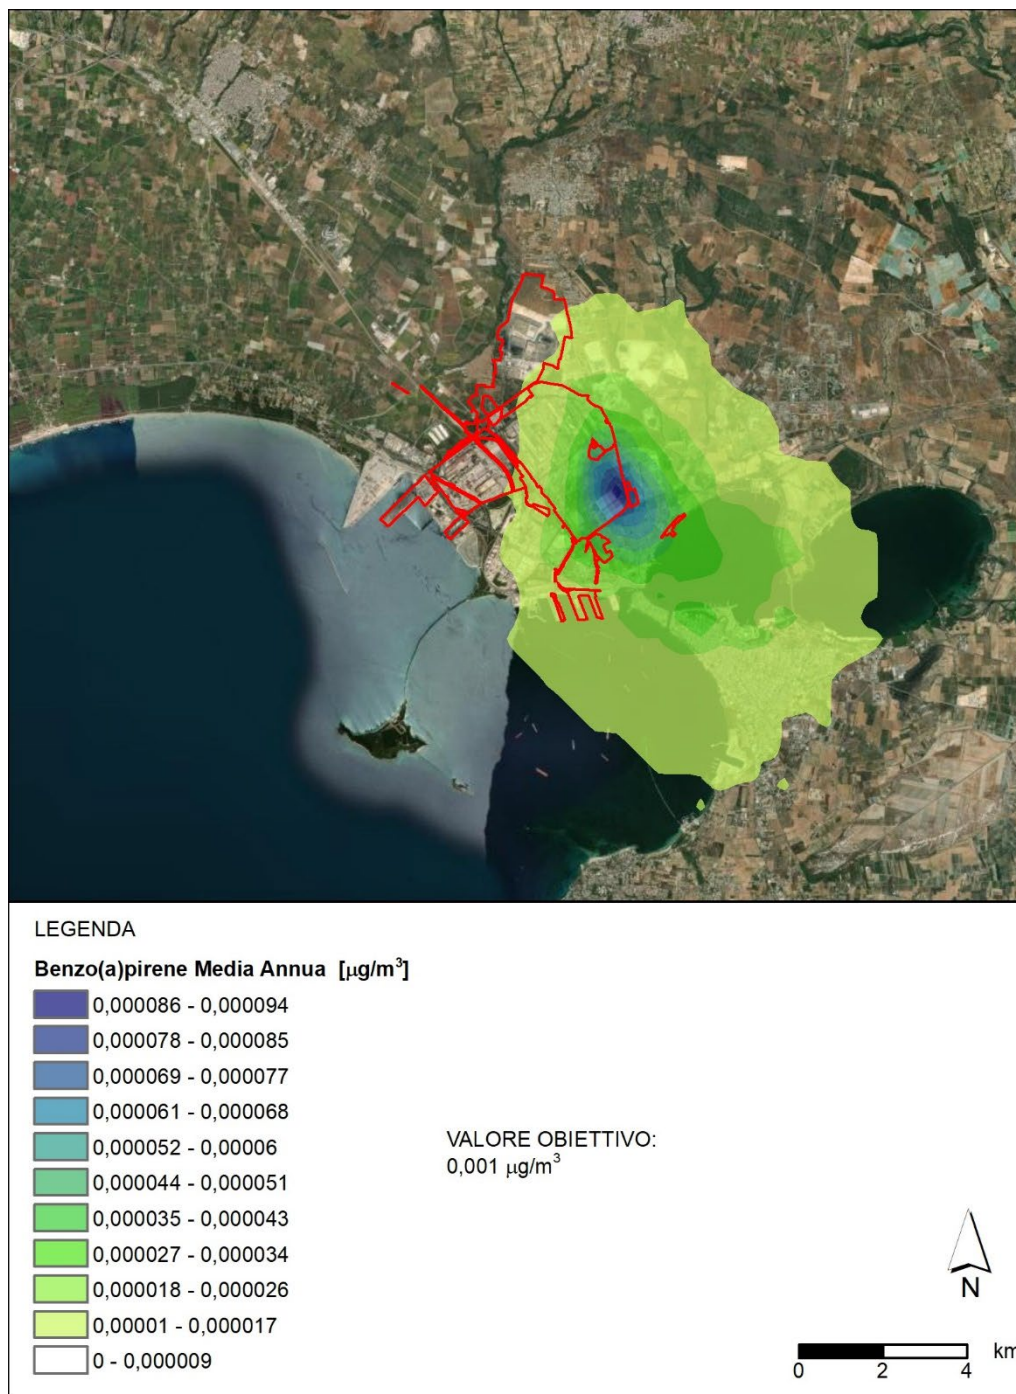 LEGENDA
Benzo(a)pirene Media Annua [µg/m³]
0,000086 - 0,000094
0,000078 - 0,000085
0,000069 - 0,000077
0,000061 - 0,000068
0,000052 - 0,00006
0,000044 - 0,000051
0,000035 - 0,000043
0,000027 - 0,000034
0,000018 - 0,000026
0,00001 - 0,000017
0 - 0,000009
VALORE OBIETTIVO:
0,001 µg/m³
N
km
0 2 4